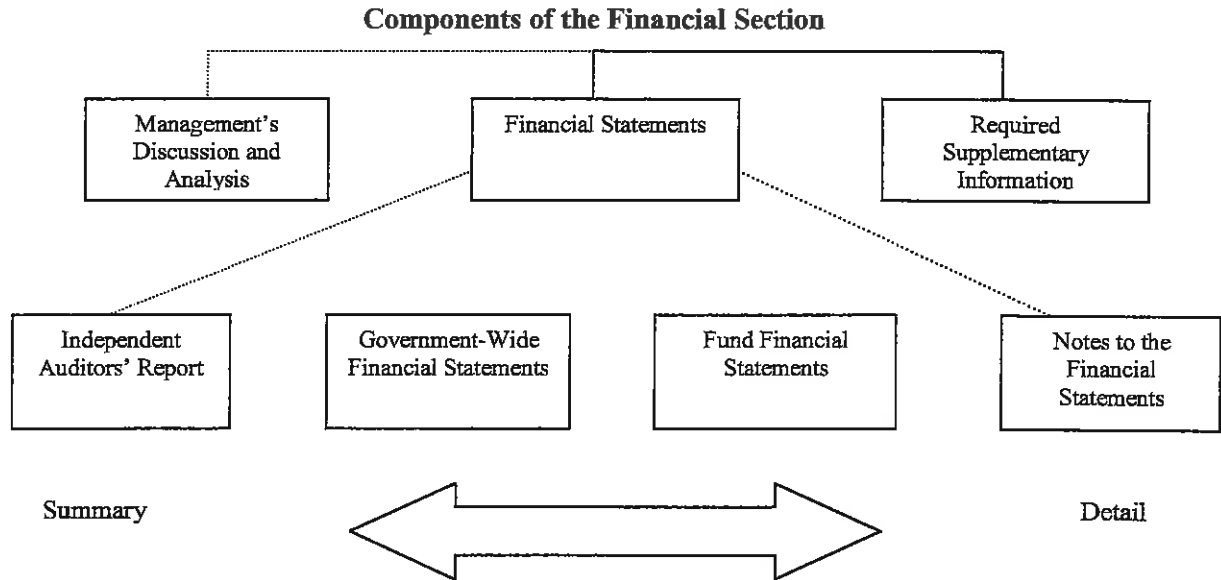 Components of the Financial Section
Management's
Discussion and
Analysis
Financial Statements
Required
Supplementary
Information
Independent
Auditors' Report
Government-Wide
Financial Statements
Fund Financial
Statements
Notes to the
Financial
Statements
Summary
Detail